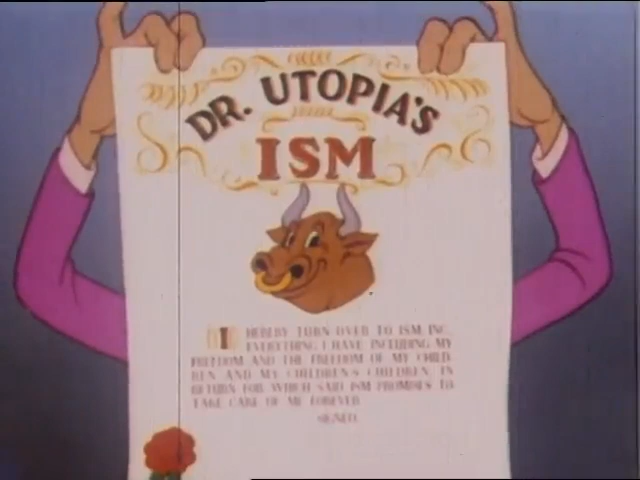 DR. UTOPIA'S
ISM
I HEREBY TURN OVER TO ISM, INC.
EVERYTHING I HAVE INCLUDING MY
FREEDOM AND THE FREEDOM OF MY CHILD
REN AND MY CHILDREN'S CHILDREN IN
RETURN FOR WHICH SAID ISM PROMISES TO
TAKE CARE OF ME FOREVER
SIGNED